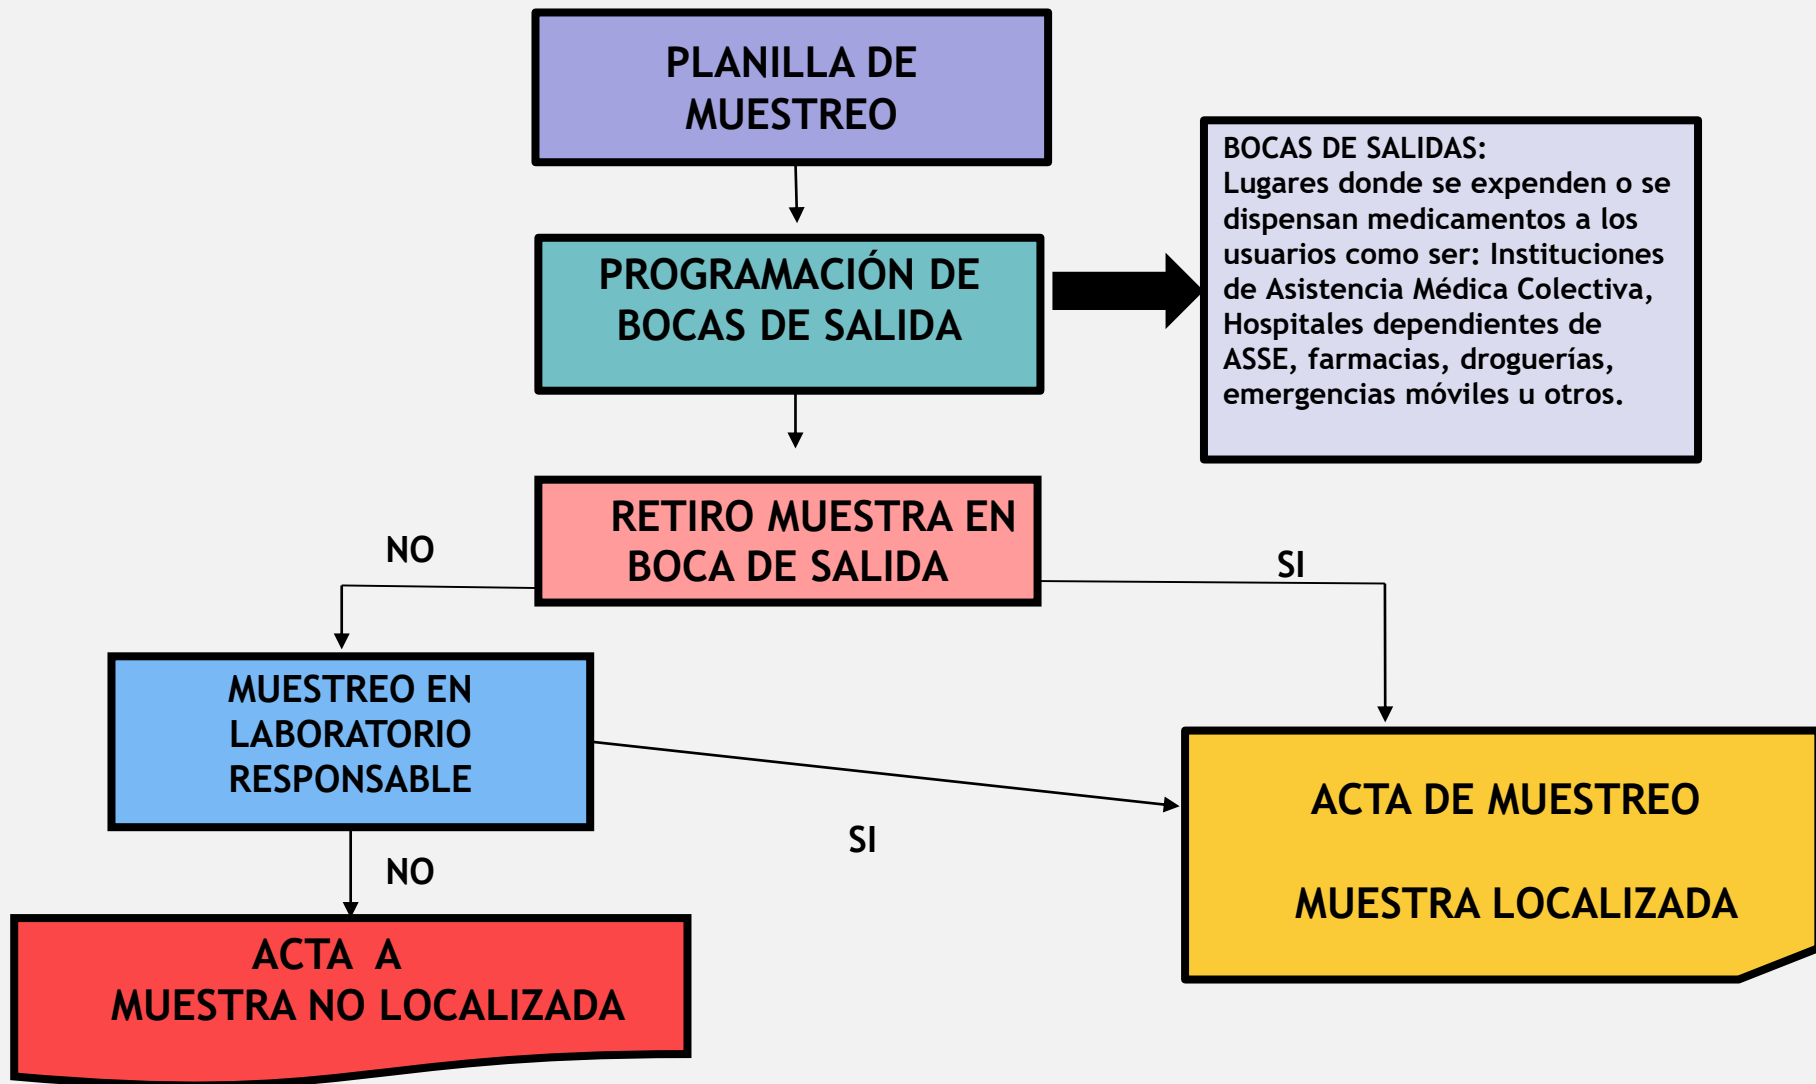 PLANILLA DE
MUESTREO
BOCAS DE SALIDAS:
Lugares donde se expenden o se
dispensan medicamentos a los
usuarios como ser: Instituciones
de Asistencia Médica Colectiva,
Hospitales dependientes de
ASSE, farmacias, droguerías,
emergencias móviles u otros.
PROGRAMACIÓN DE
BOCAS DE SALIDA
RETIRO MUESTRA EN
BOCA DE SALIDA
NO
SI
MUESTREO EN
LABORATORIO
RESPONSABLE
ACTA DE MUESTREO
MUESTRA LOCALIZADA
SI
NO
ACTA A
MUESTRA NO LOCALIZADA